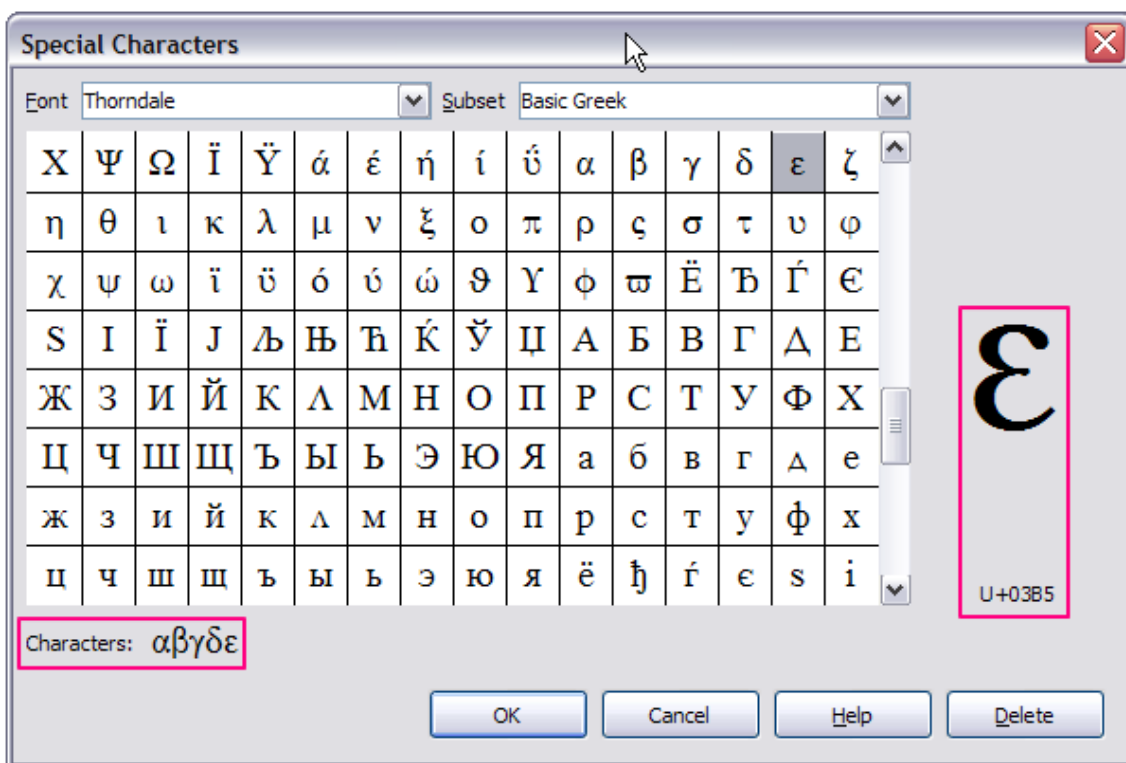 Special Characters
Font Thorndale Subset Basic Greek
Χ Ψ Ω Ϊ Ϋ ά έ ή ί ΰ α β γ δ ε ζ
η θ ι κ λ μ ν ξ ο π ρ ς σ τ υ φ
χ ψ ω ϊ ϋ ό ύ ώ ϑ ϒ ϕ ϖ Ё Ђ Ѓ Є
Ѕ І Ї Ј Љ Њ Ћ Ќ Ў Џ А Б В Г Д Е
Ж З И Й К Л М Н О П Р С Т У Ф Х
Ц Ч Ш Щ Ъ Ы Ь Э Ю Я а б в г д е
ж з и й к л м н о п р с т у ф х
ц ч ш щ ъ ы ь э ю я ё ђ ѓ є ѕ і
ε
U+03B5
Characters: αβγδε
OK Cancel Help Delete